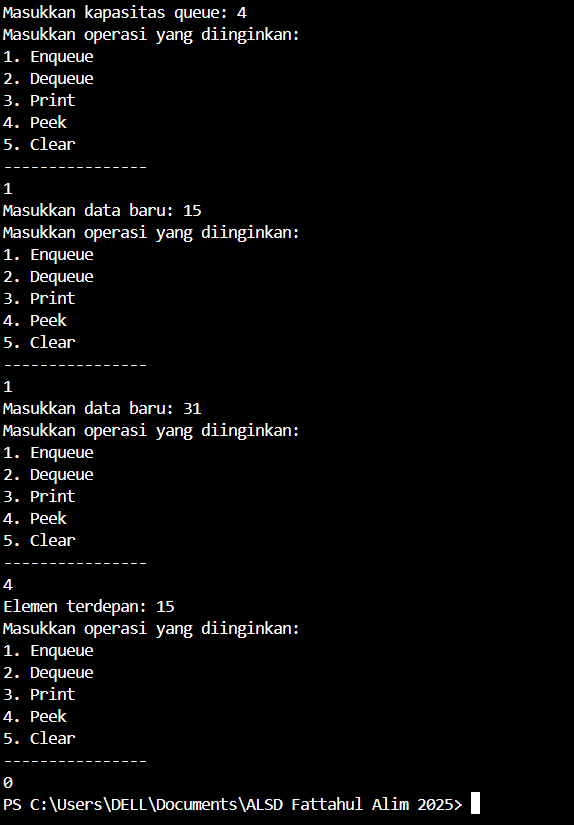 Masukkan kapasitas queue: 4
Masukkan operasi yang diinginkan:
1. Enqueue
2. Dequeue
3. Print
4. Peek
5. Clear
----------------
1
Masukkan data baru: 15
Masukkan operasi yang diinginkan:
1. Enqueue
2. Dequeue
3. Print
4. Peek
5. Clear
----------------
1
Masukkan data baru: 31
Masukkan operasi yang diinginkan:
1. Enqueue
2. Dequeue
3. Print
4. Peek
5. Clear
----------------
4
Elemen terdepan: 15
Masukkan operasi yang diinginkan:
1. Enqueue
2. Dequeue
3. Print
4. Peek
5. Clear
----------------
0
PS C:\Users\DELL\Documents\ALSD Fattahul Alim 2025>